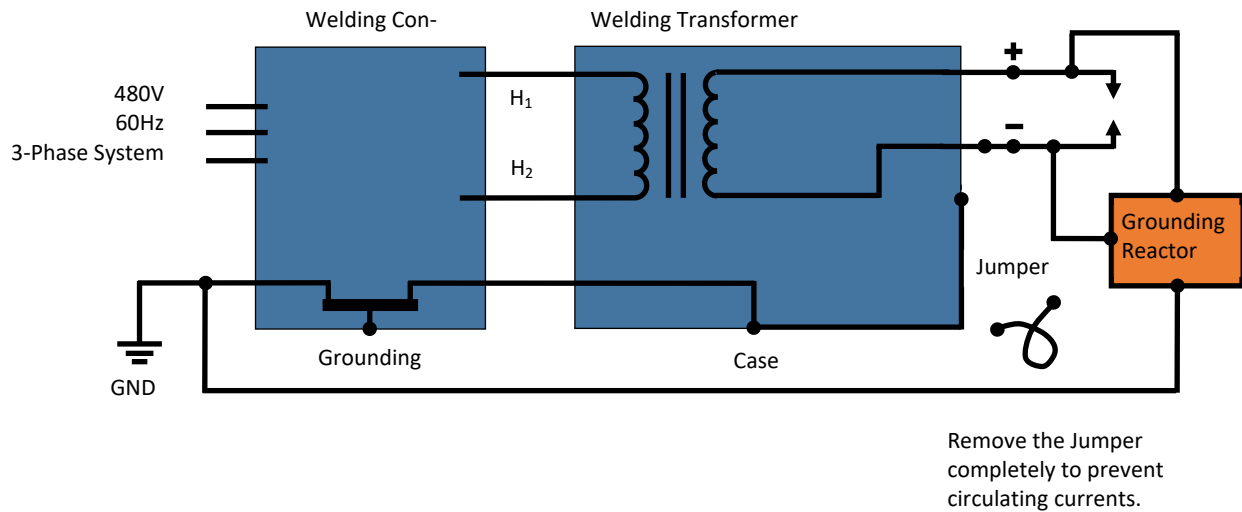 Welding Con-
Welding Transformer
480V
60Hz
3-Phase System
H1
H2
+
−
Grounding
Reactor
Jumper
Grounding
Case
GND
Remove the Jumper
completely to prevent
circulating currents.